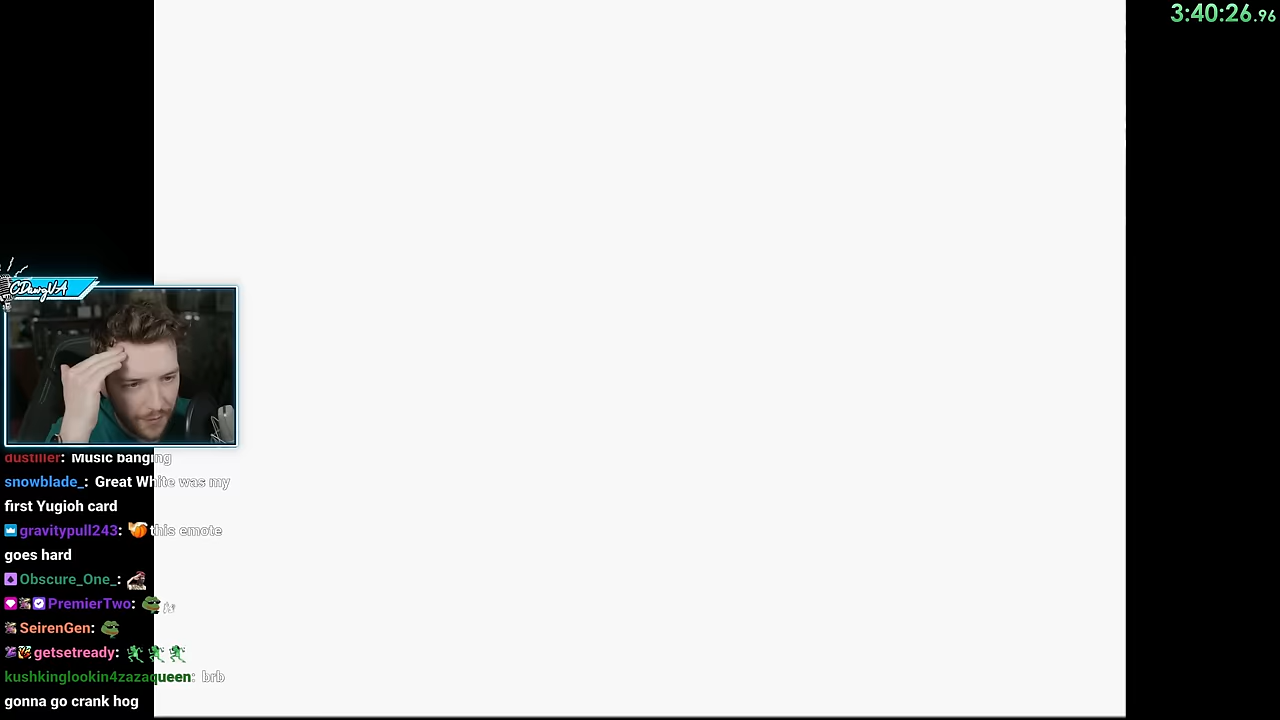 3:40:26.96
CDawgVA
dustiller: Music banging
snowblade_: Great White was my
first Yugioh card
gravitypull243: this emote
goes hard
Obscure_One_:
PremierTwo:
SeirenGen:
getsetready:
kushkinglookin4zazaqueen: brb
gonna go crank hog